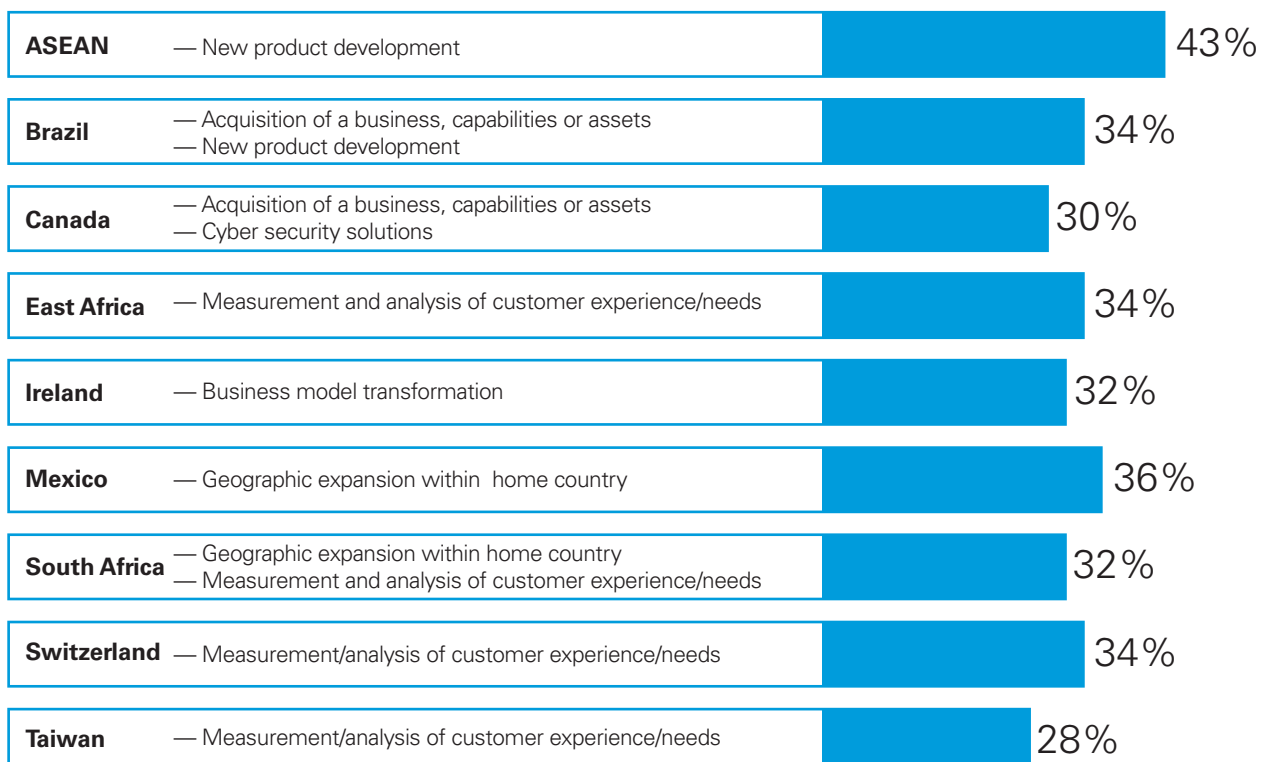 ASEAN — New product development 43%
Brazil — Acquisition of a business, capabilities or assets
— New product development 34%
Canada — Acquisition of a business, capabilities or assets
— Cyber security solutions 30%
East Africa — Measurement and analysis of customer experience/needs 34%
Ireland — Business model transformation 32%
Mexico — Geographic expansion within home country 36%
South Africa — Geographic expansion within home country
— Measurement and analysis of customer experience/needs 32%
Switzerland — Measurement/analysis of customer experience/needs 34%
Taiwan — Measurement/analysis of customer experience/needs 28%